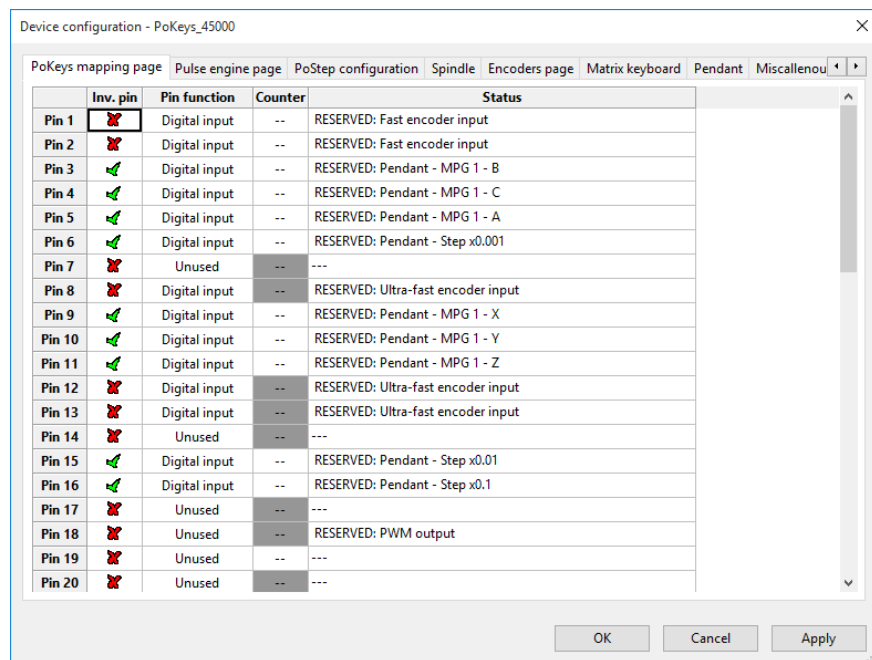 Device configuration - PoKeys_45000
PoKeys mapping page Pulse engine page PoStep configuration Spindle Encoders page Matrix keyboard Pendant Miscallenou
Inv. pin Pin function Counter Status
Pin 1 Digital input -- RESERVED: Fast encoder input
Pin 2 Digital input -- RESERVED: Fast encoder input
Pin 3 Digital input -- RESERVED: Pendant - MPG 1 - B
Pin 4 Digital input -- RESERVED: Pendant - MPG 1 - C
Pin 5 Digital input -- RESERVED: Pendant - MPG 1 - A
Pin 6 Digital input -- RESERVED: Pendant - Step x0.001
Pin 7 Unused -- ---
Pin 8 Digital input -- RESERVED: Ultra-fast encoder input
Pin 9 Digital input -- RESERVED: Pendant - MPG 1 - X
Pin 10 Digital input -- RESERVED: Pendant - MPG 1 - Y
Pin 11 Digital input -- RESERVED: Pendant - MPG 1 - Z
Pin 12 Digital input -- RESERVED: Ultra-fast encoder input
Pin 13 Digital input -- RESERVED: Ultra-fast encoder input
Pin 14 Unused -- ---
Pin 15 Digital input -- RESERVED: Pendant - Step x0.01
Pin 16 Digital input -- RESERVED: Pendant - Step x0.1
Pin 17 Unused -- ---
Pin 18 Unused -- RESERVED: PWM output
Pin 19 Unused -- ---
Pin 20 Unused -- ---
OK Cancel Apply